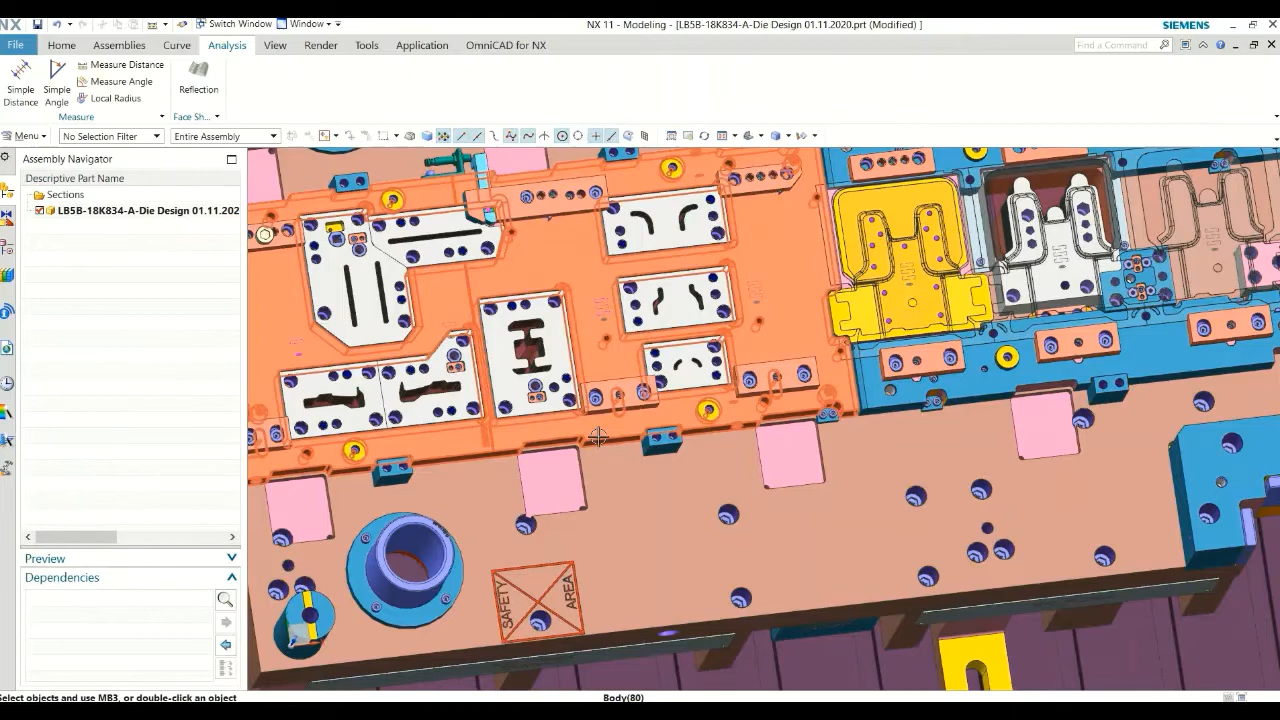 NX
Switch Window
Window
NX 11 - Modeling - [LB5B-18K834-A-Die Design 01.11.2020.prt (Modified) ]
SIEMENS
File
Home
Assemblies
Curve
Analysis
View
Render
Tools
Application
OmniCAD for NX
Find a Command
Simple Distance
Simple Angle
Measure Distance
Measure Angle
Local Radius
Reflection
Measure
Face Sh...
Menu
No Selection Filter
Entire Assembly
Assembly Navigator
Descriptive Part Name
Sections
LB5B-18K834-A-Die Design 01.11.202
Preview
Dependencies
SAFETY AREA
Select objects and use MB3, or double-click an object
Body(80)